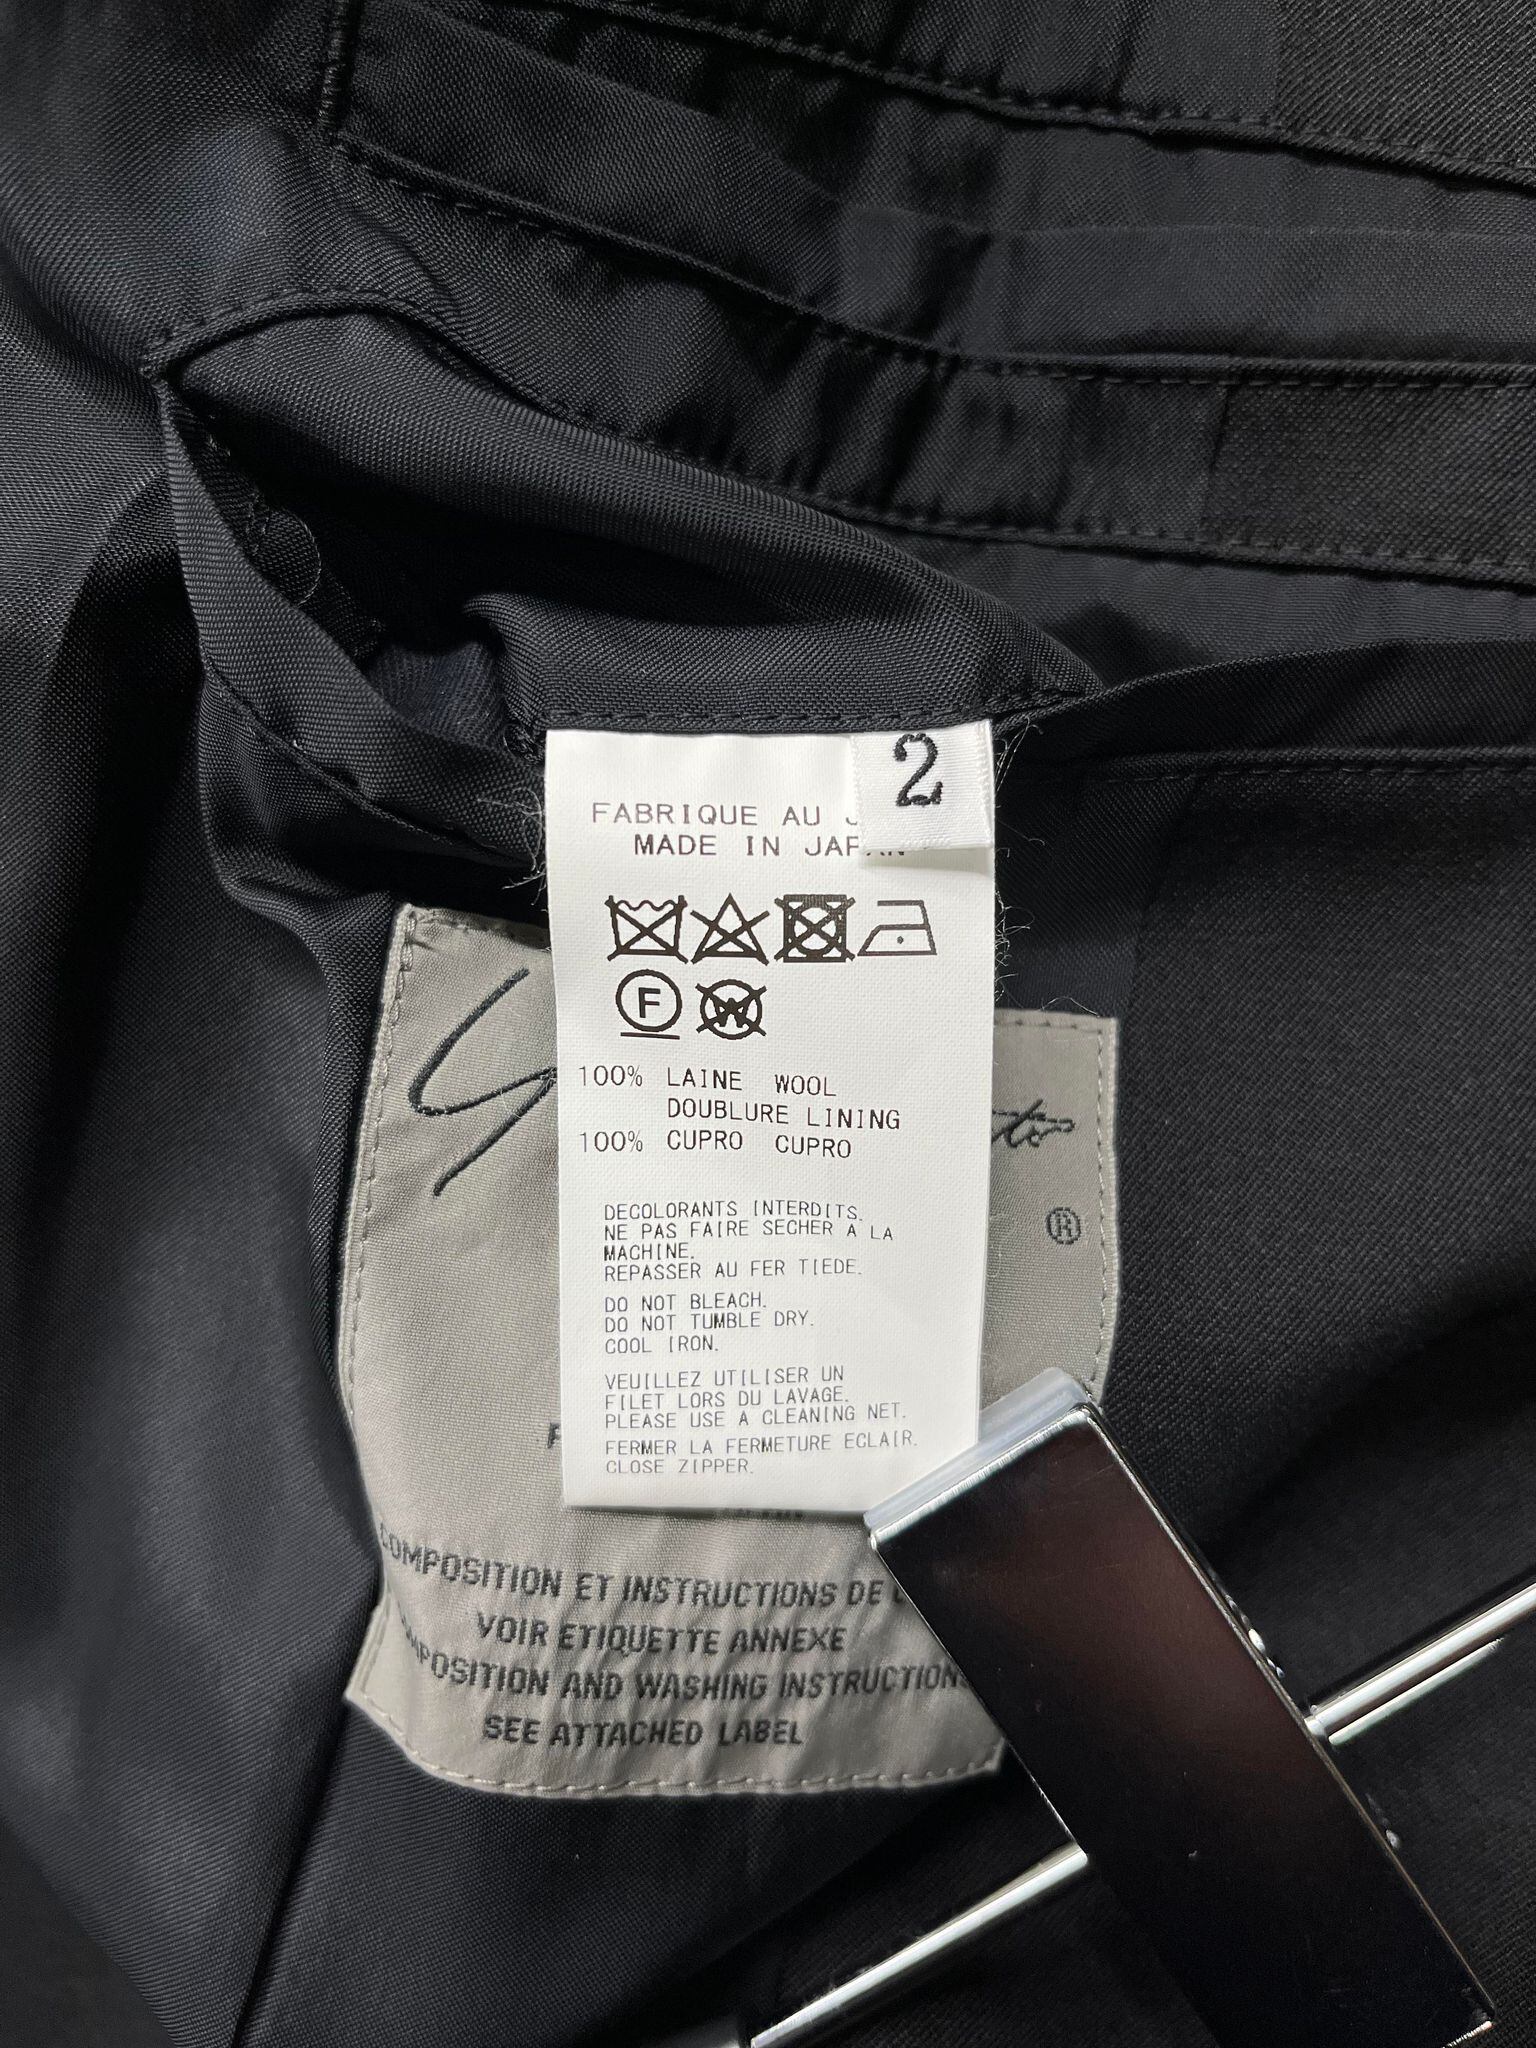 2
FABRIQUE AU
MADE IN JAPAN
F
W
100% LAINE WOOL
DOUBLURE LINING
100% CUPRO CUPRO
®
DECOLORANTS INTERDITS.
NE PAS FAIRE SECHER A LA
MACHINE.
REPASSER AU FER TIEDE.
DO NOT BLEACH.
DO NOT TUMBLE DRY.
COOL IRON.
VEUILLEZ UTILISER UN
FILET LORS DU LAVAGE.
PLEASE USE A CLEANING NET.
FERMER LA FERMETURE ECLAIR.
CLOSE ZIPPER.
COMPOSITION ET INSTRUCTIONS DE
VOIR ETIQUETTE ANNEXE
COMPOSITION AND WASHING INSTRUCTIONS
SEE ATTACHED LABEL